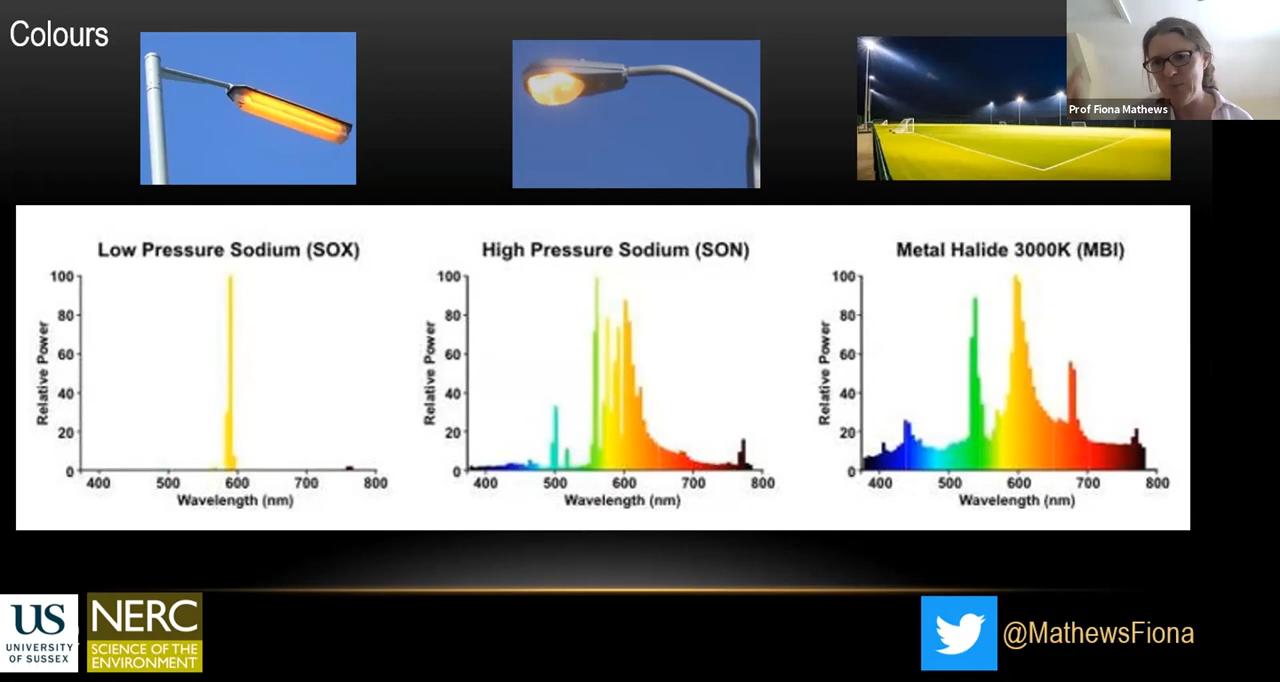 Colours
Prof Fiona Mathews
Low Pressure Sodium (SOX)
100
80
60
40
20
0
Relative Power
400 500 600 700 800
Wavelength (nm)
High Pressure Sodium (SON)
100
80
60
40
20
0
Relative Power
400 500 600 700 800
Wavelength (nm)
Metal Halide 3000K (MBI)
100
80
60
40
20
0
Relative Power
400 500 600 700 800
Wavelength (nm)
US
UNIVERSITY
OF SUSSEX
NERC
SCIENCE OF THE
ENVIRONMENT
@MathewsFiona